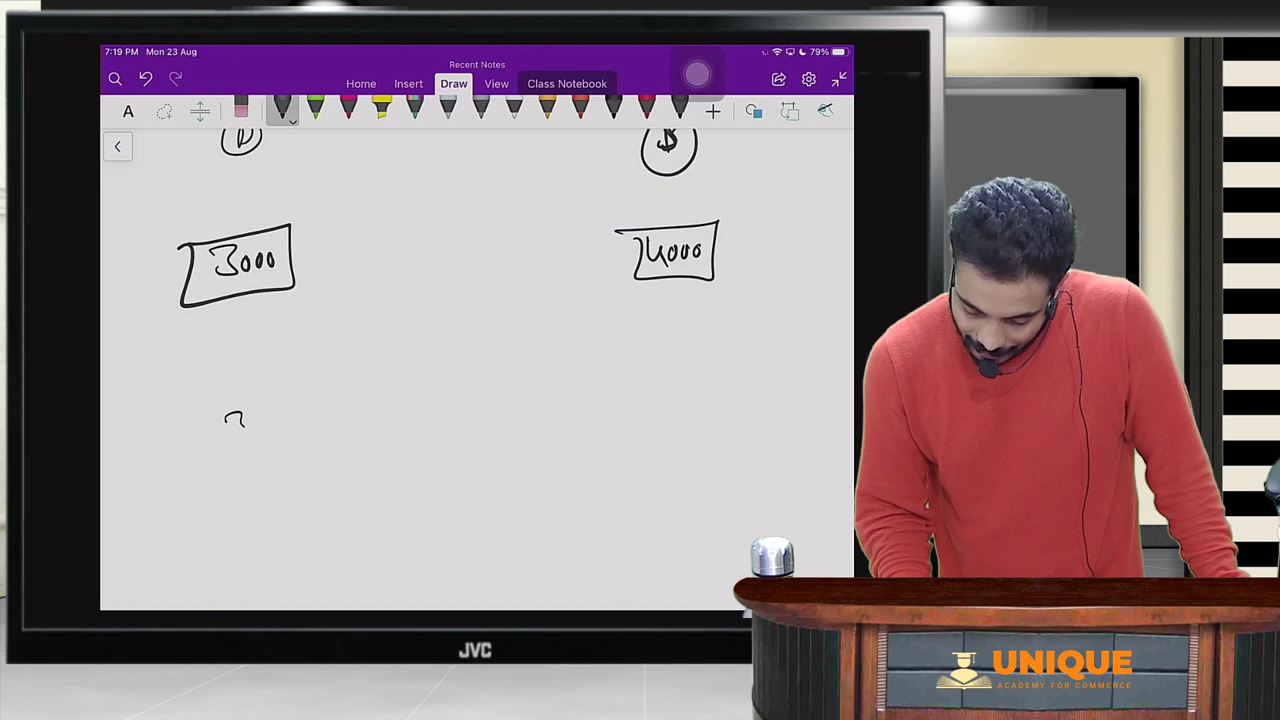 7:19 PM Mon 23 Aug
79%
Recent Notes
Home Insert Draw View Class Notebook
A
B
3000
4000
JVC
UNIQUE
ACADEMY FOR COMMERCE